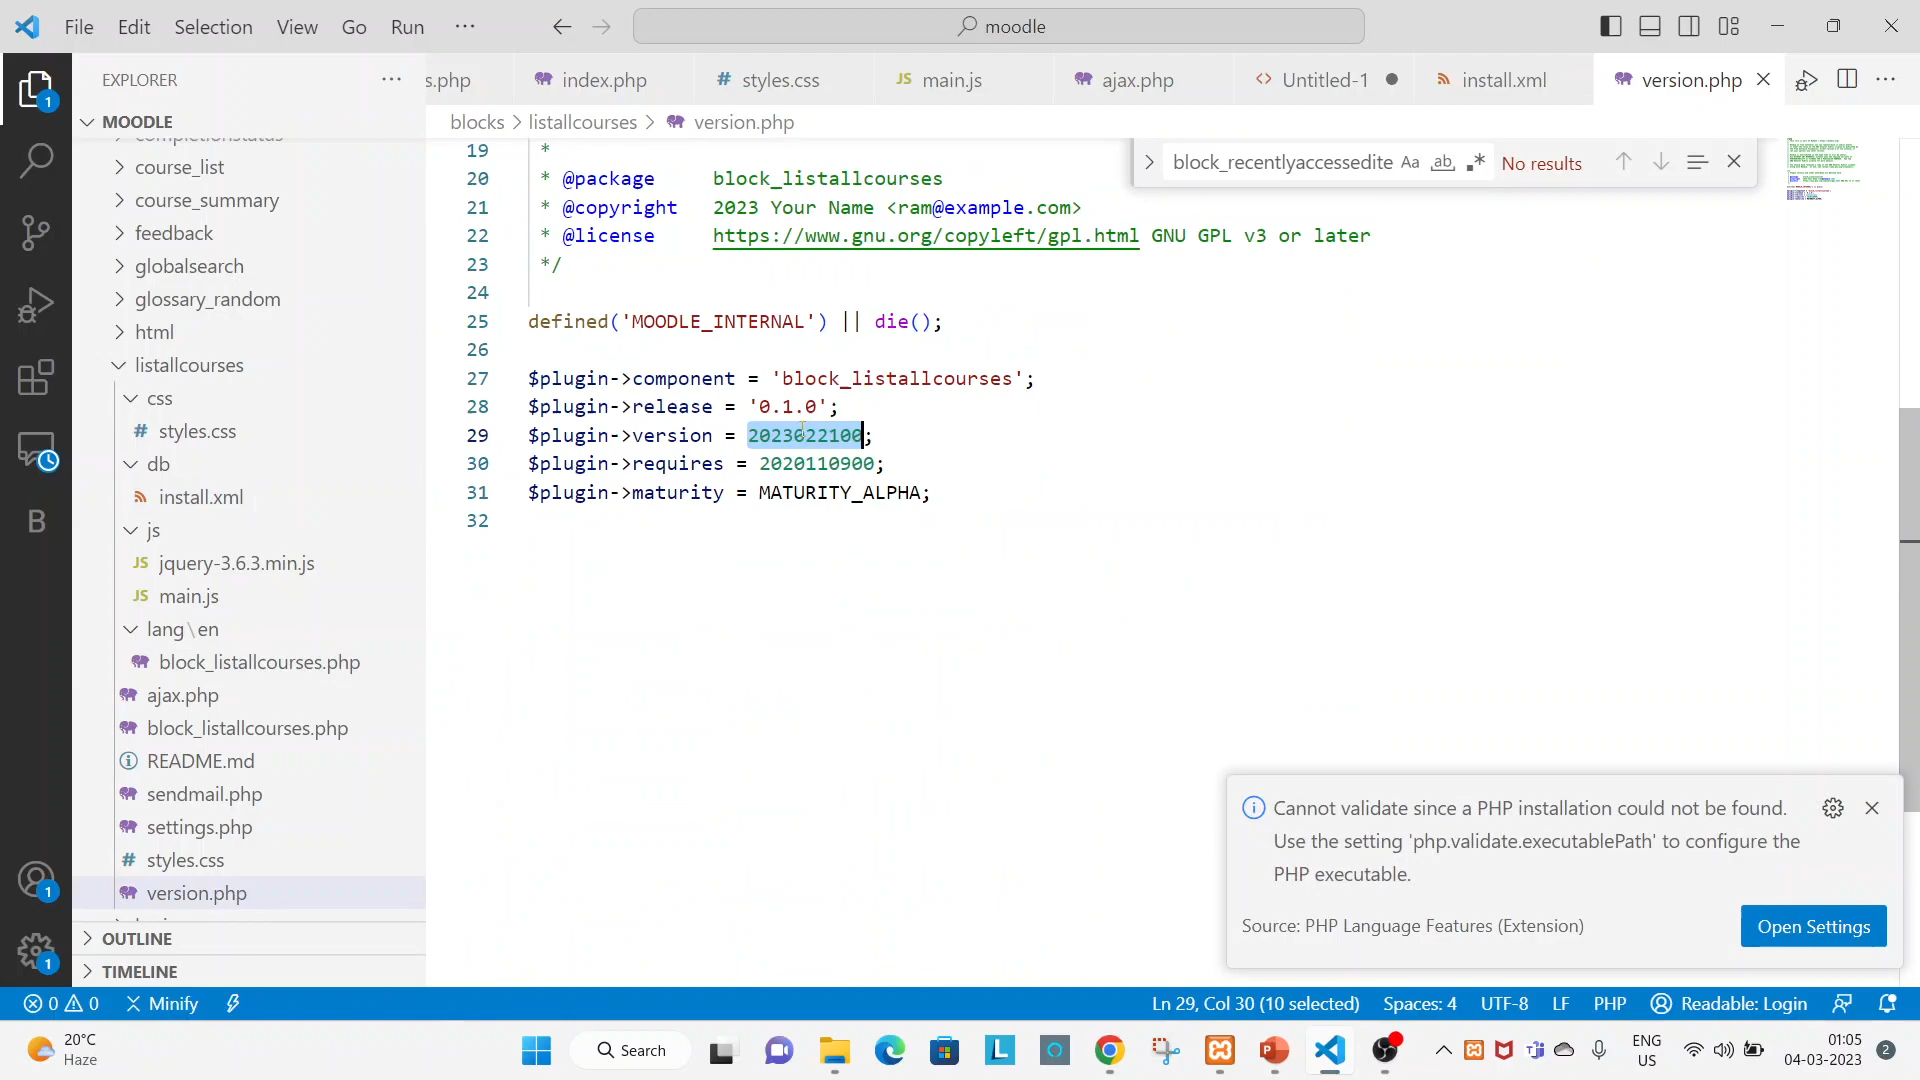 File Edit Selection View Go Run ··· moodle
EXPLORER ···
s.php index.php # styles.css JS main.js ajax.php <> Untitled-1 install.xml version.php ···
MOODLE
blocks > listallcourses > version.php
completionstatus
course_list
course_summary
feedback
globalsearch
glossary_random
html
listallcourses
css
# styles.css
db
install.xml
js
JS jquery-3.6.3.min.js
JS main.js
lang\en
block_listallcourses.php
ajax.php
block_listallcourses.php
README.md
sendmail.php
settings.php
# styles.css
version.php
OUTLINE
TIMELINE
1
1
1
B
block_recentlyaccessedite Aa ab .* No results
19 *
20 * @package block_listallcourses
21 * @copyright 2023 Your Name <ram@example.com>
22 * @license https://www.gnu.org/copyleft/gpl.html GNU GPL v3 or later
23 */
24
25 defined('MOODLE_INTERNAL') || die();
26
27 $plugin->component = 'block_listallcourses';
28 $plugin->release = '0.1.0';
29 $plugin->version = 2023022100;
30 $plugin->requires = 2020110900;
31 $plugin->maturity = MATURITY_ALPHA;
32
Cannot validate since a PHP installation could not be found.
Use the setting 'php.validate.executablePath' to configure the
PHP executable.
Source: PHP Language Features (Extension)
Open Settings
0 0 Minify Ln 29, Col 30 (10 selected) Spaces: 4 UTF-8 LF PHP Readable: Login
20°C
Haze
Search
ENG
US
01:05
04-03-2023
2